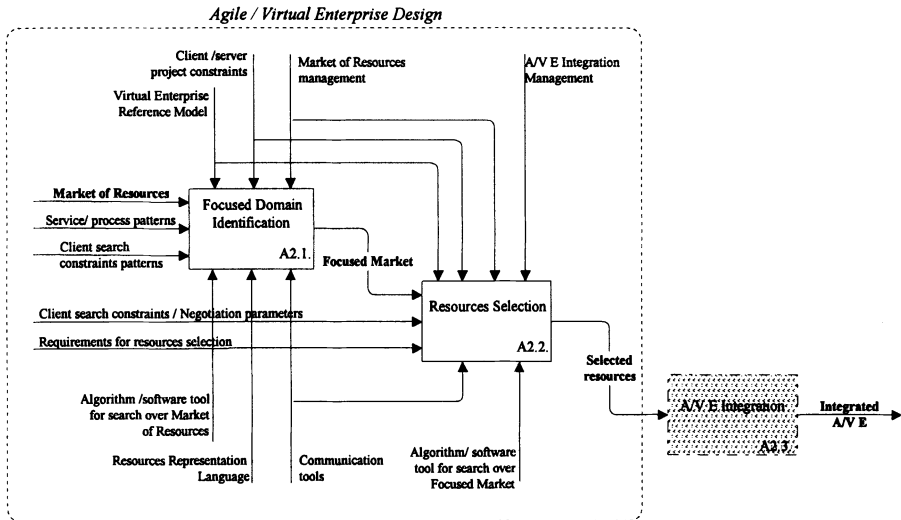 Agile / Virtual Enterprise Design
Client /server
project constraints
Market of Resources
management
A/V E Integration
Management
Virtual Enterprise
Reference Model
Market of Resources
Service/ process patterns
Client search
constraints patterns
Focused Domain
Identification
A2.1.
Focused Market
Client search constraints / Negotiation parameters
Requirements for resources selection
Resources Selection
A2.2.
Selected
resources
Algorithm /software tool
for search over Market
of Resources
Resources Representation
Language
Communication
tools
Algorithm/ software
tool for search over
Focused Market
A/V E Integration
A2.3.
Integrated
A/V E